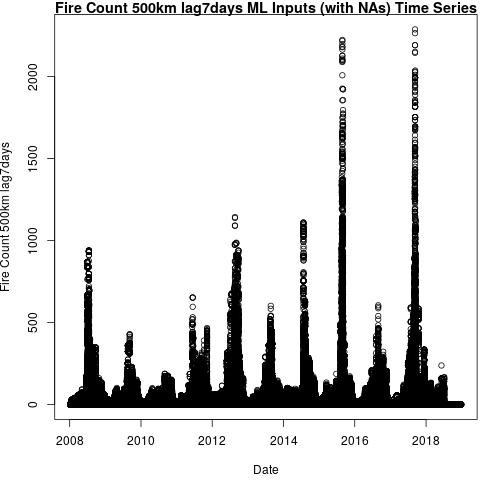 Fire Count 500km lag7days ML Inputs (with NAs) Time Series
Fire Count 500km lag7days
2000
1500
1000
500
0
2008 2010 2012 2014 2016 2018
Date